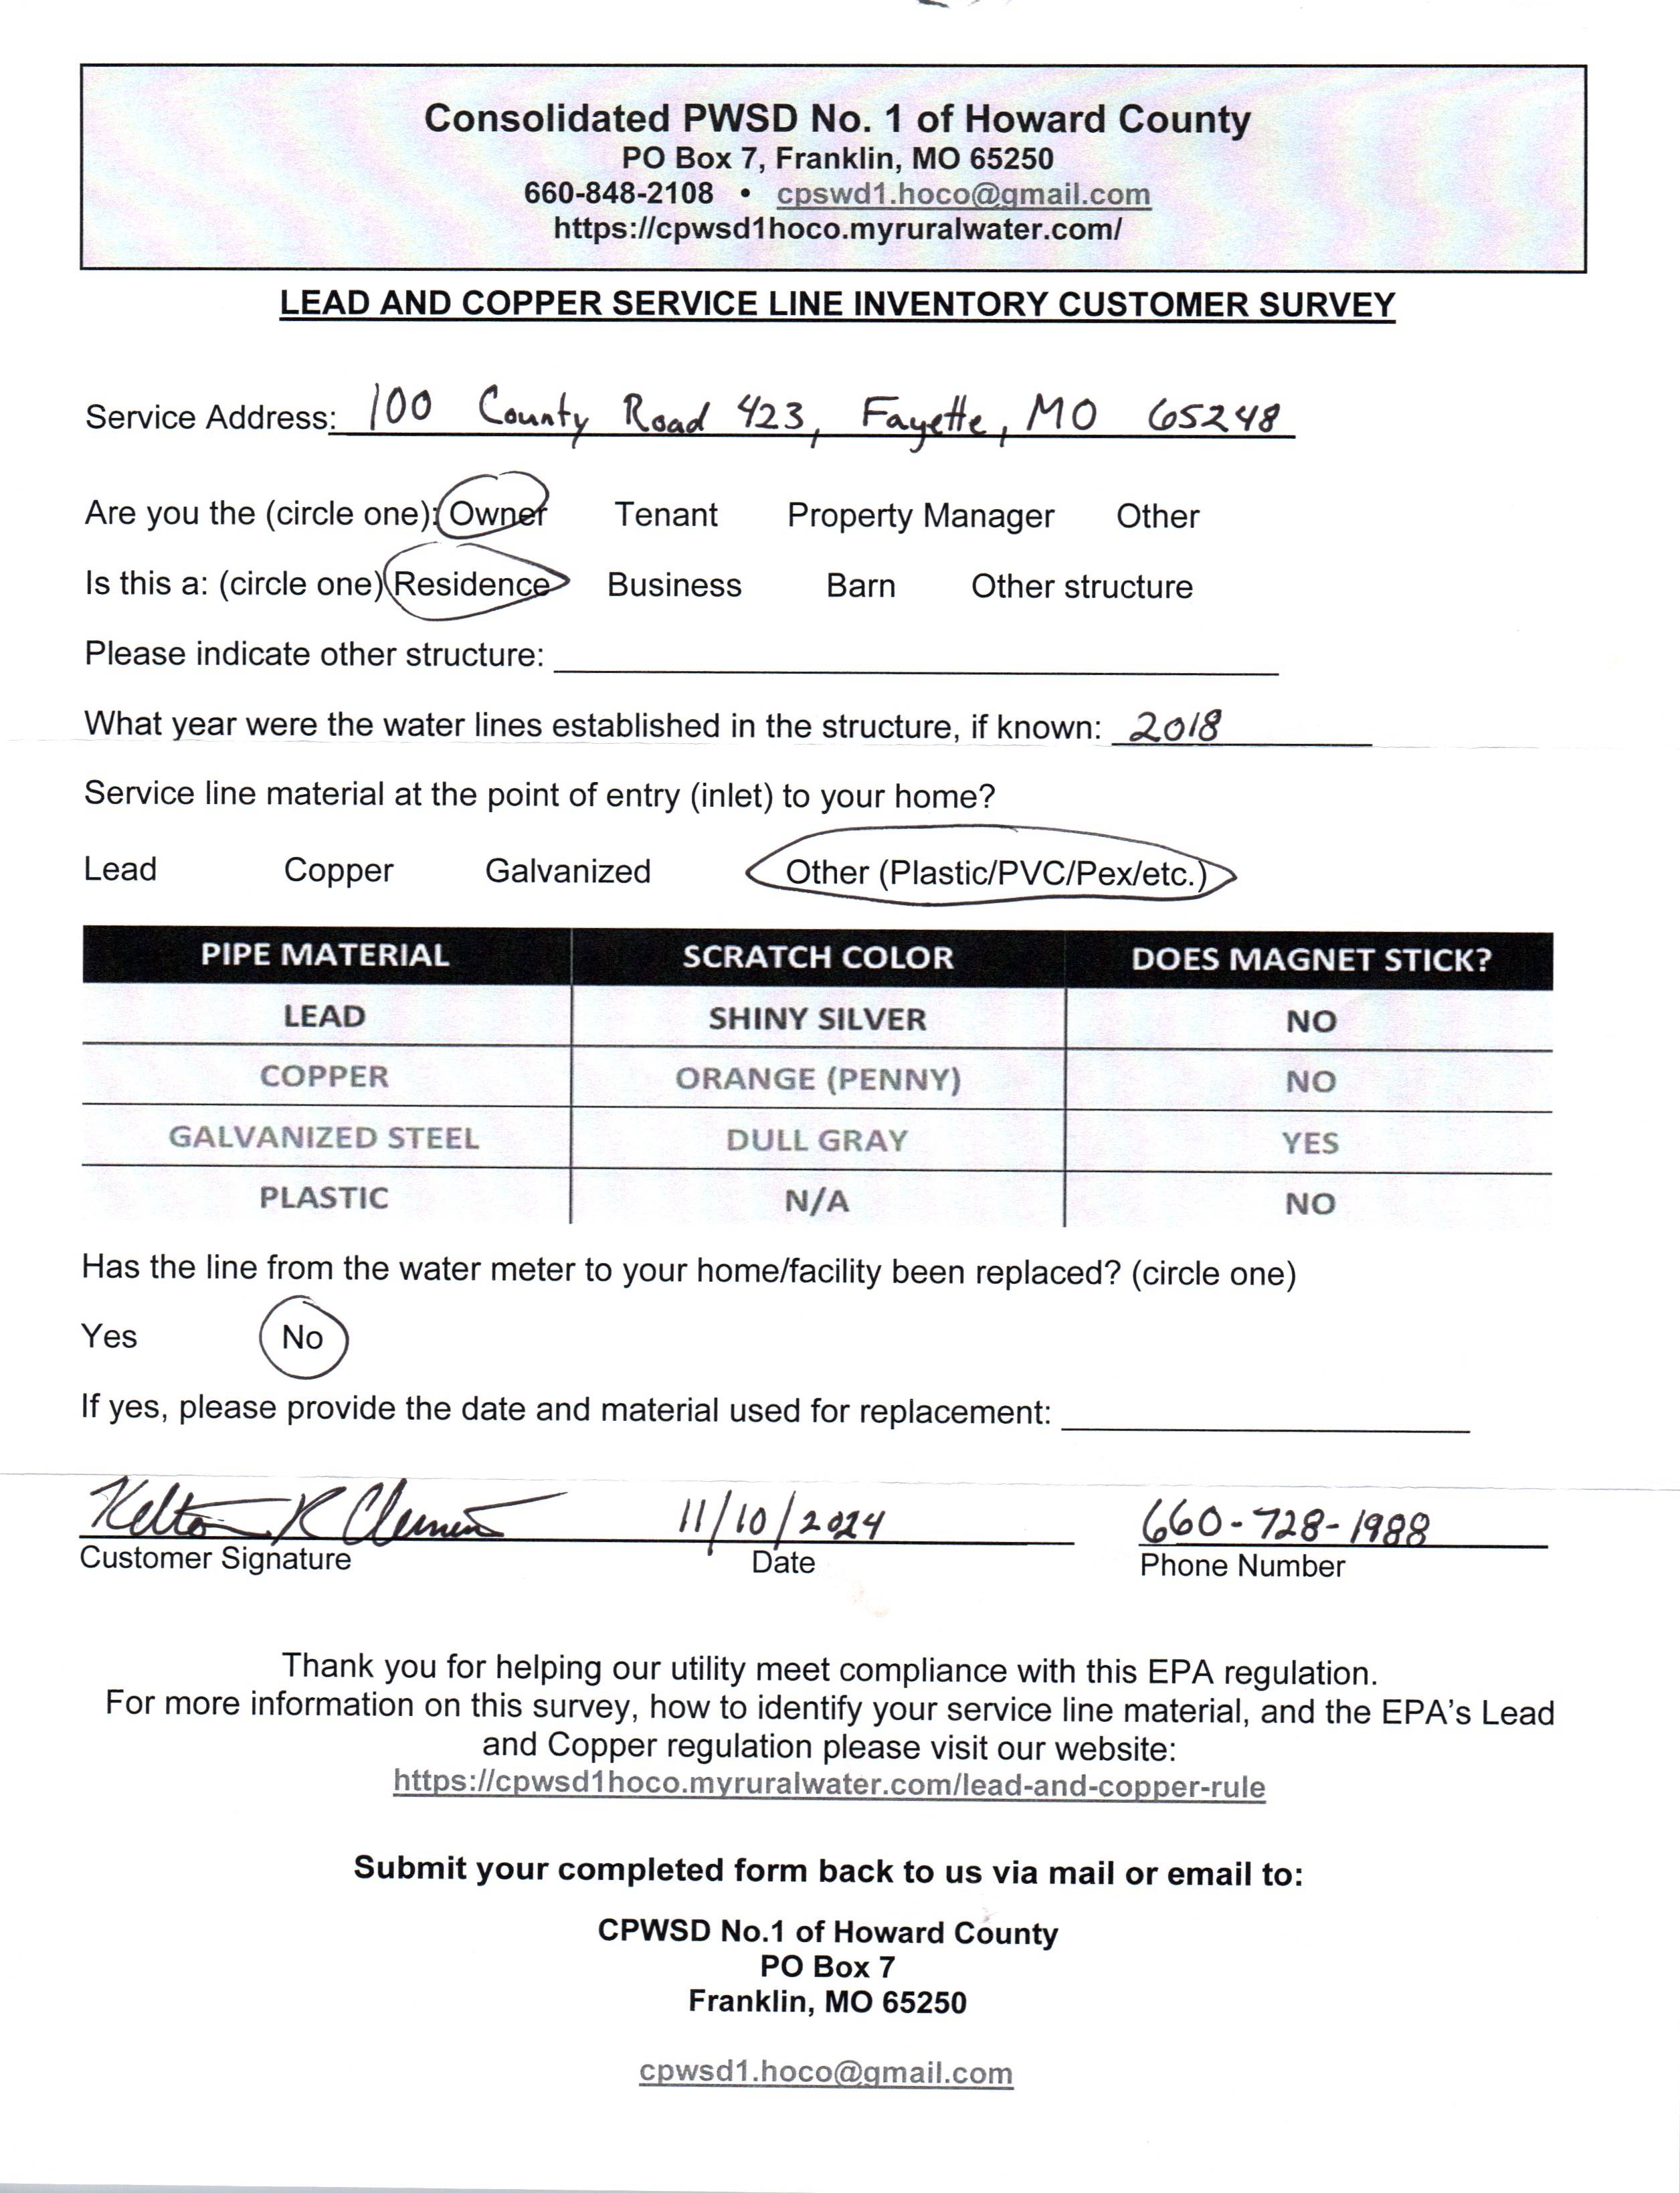 Consolidated PWSD No. 1 of Howard County
PO Box 7, Franklin, MO 65250
660-848-2108 • cpswd1.hoco@gmail.com
https://cpwsd1hoco.myruralwater.com/
LEAD AND COPPER SERVICE LINE INVENTORY CUSTOMER SURVEY
Service Address: 100 County Road 423, Fayette, MO 65248
Are you the (circle one): Owner Tenant Property Manager Other
Is this a: (circle one) Residence Business Barn Other structure
Please indicate other structure:
What year were the water lines established in the structure, if known: 2018
Service line material at the point of entry (inlet) to your home?
Lead Copper Galvanized Other (Plastic/PVC/Pex/etc.)
PIPE MATERIAL SCRATCH COLOR DOES MAGNET STICK?
LEAD SHINY SILVER NO
COPPER ORANGE (PENNY) NO
GALVANIZED STEEL DULL GRAY YES
PLASTIC N/A NO
Has the line from the water meter to your home/facility been replaced? (circle one)
Yes No
If yes, please provide the date and material used for replacement:
Kelton R 11/10/2024 660-728-1988
Customer Signature Date Phone Number
Thank you for helping our utility meet compliance with this EPA regulation.
For more information on this survey, how to identify your service line material, and the EPA's Lead
and Copper regulation please visit our website:
https://cpwsd1hoco.myruralwater.com/lead-and-copper-rule
Submit your completed form back to us via mail or email to:
CPWSD No.1 of Howard County
PO Box 7
Franklin, MO 65250
cpwsd1.hoco@gmail.com